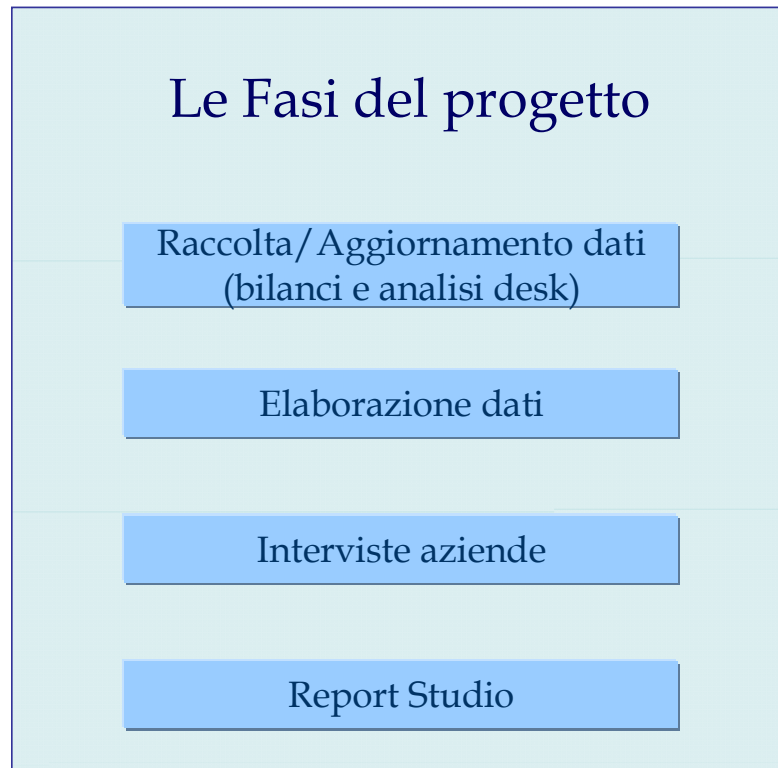 Le Fasi del progetto
Raccolta/Aggiornamento dati
(bilanci e analisi desk)
Elaborazione dati
Interviste aziende
Report Studio